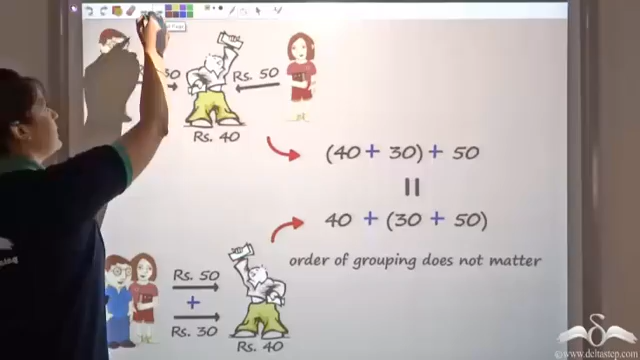 Rs. 50
Rs. 40
(40 + 30) + 50
=
40 + (30 + 50)
order of grouping does not matter
Rs. 50
+
Rs. 30
Rs. 40
©www.deltastep.com